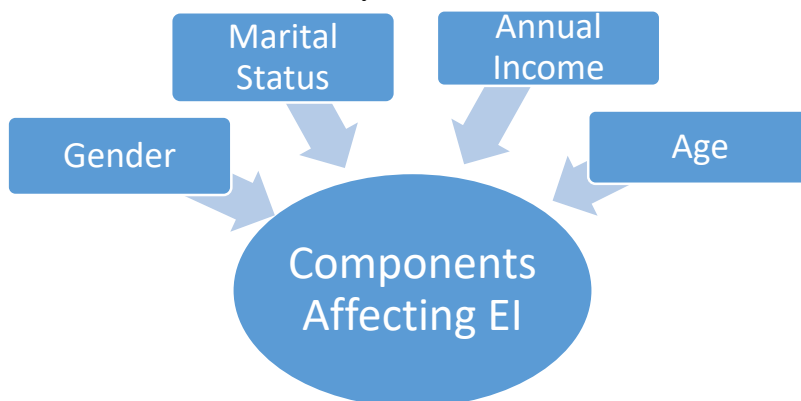 Marital
Status
Annual
Income
Gender
Age
Components
Affecting EI